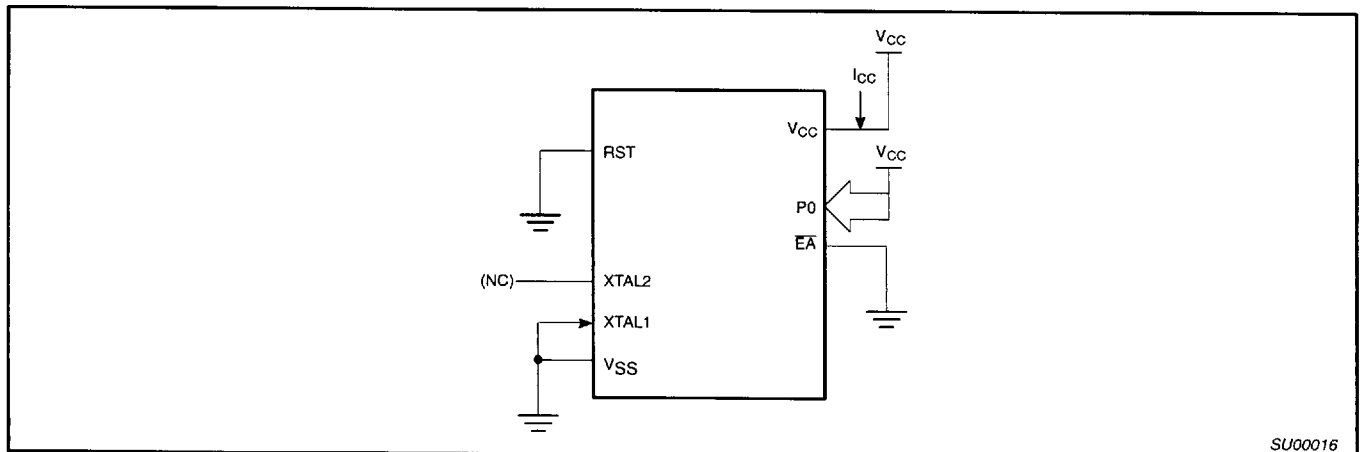 VCC
ICC
VCC
RST
VCC
P0
EA
(NC)
XTAL2
XTAL1
VSS
SU00016